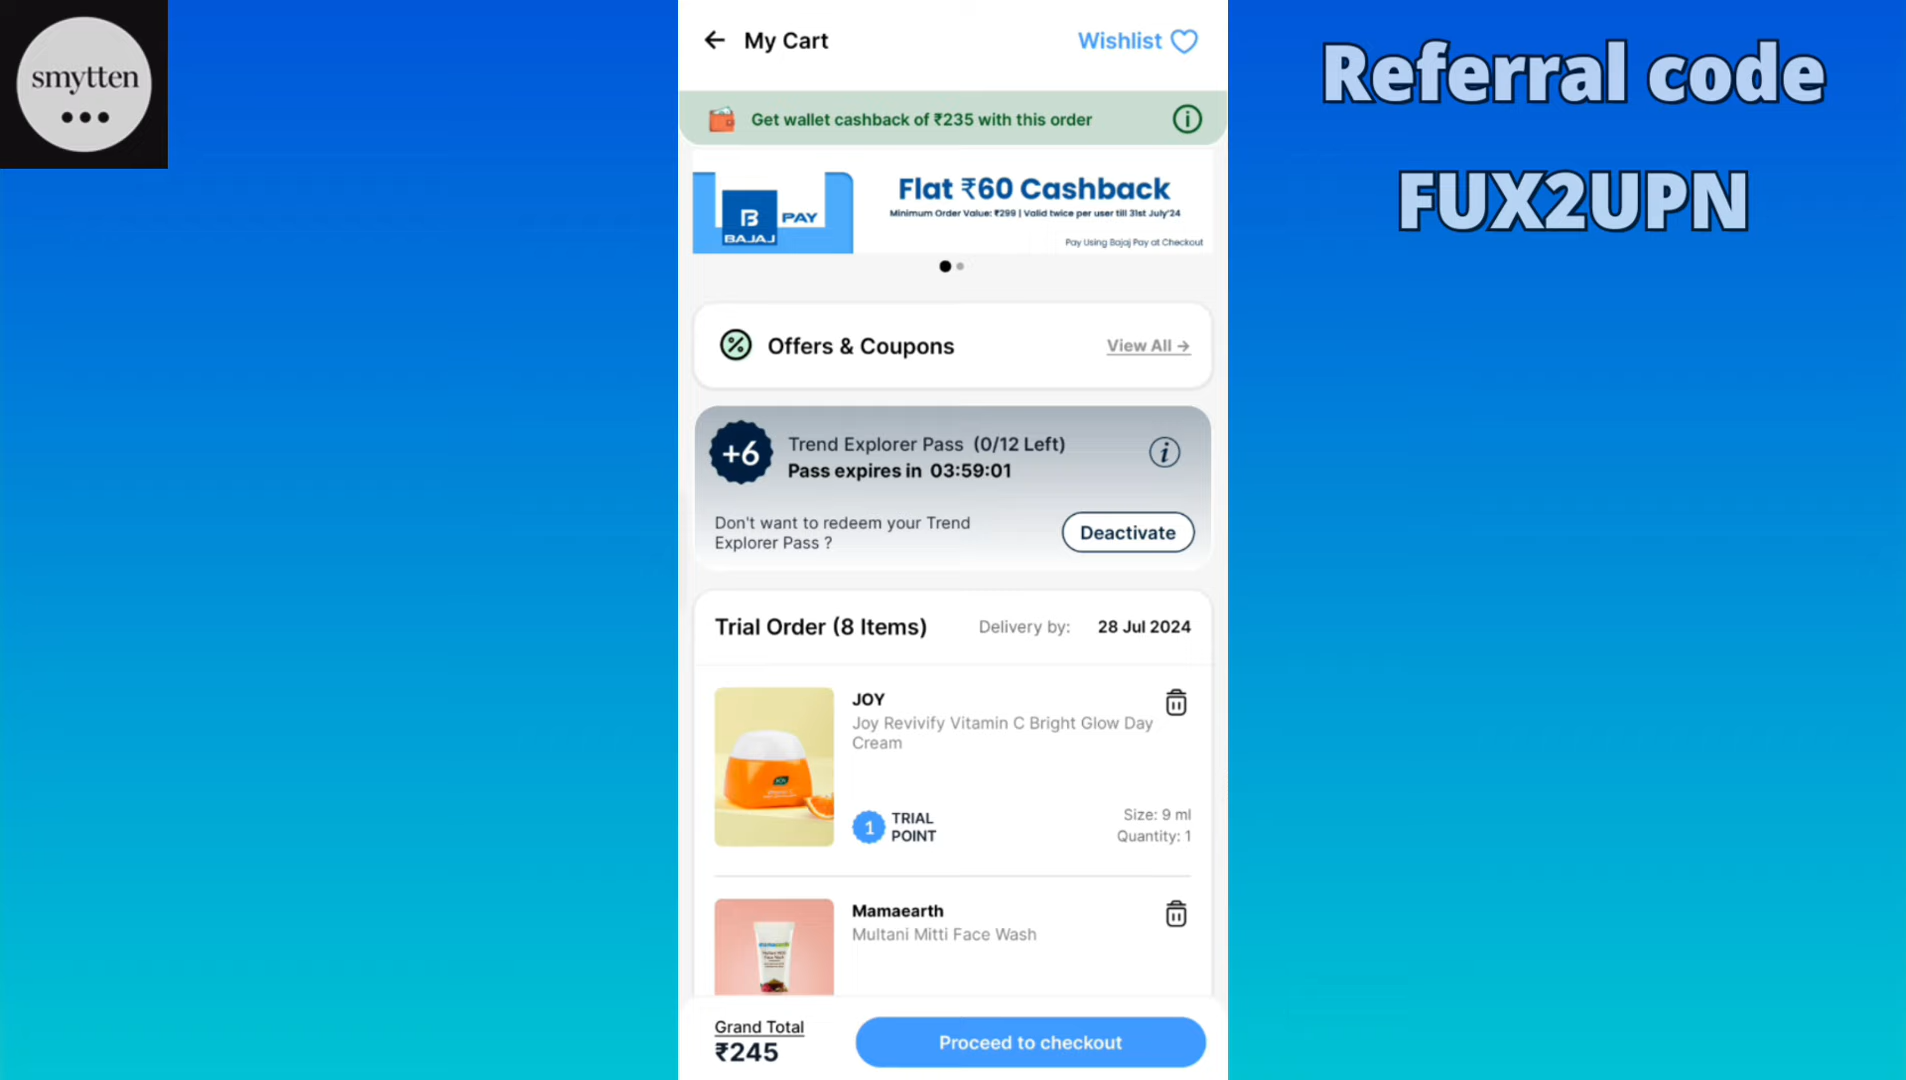 smytten
My Cart
Wishlist
Get wallet cashback of ₹235 with this order
B PAY
BAJAJ
Flat ₹60 Cashback
Minimum Order Value: ₹299 | Valid twice per user till 31st July'24
Pay Using Bajaj Pay at Checkout
Offers & Coupons
View All →
+6
Trend Explorer Pass (0/12 Left)
Pass expires in 03:59:01
Don't want to redeem your Trend
Explorer Pass ?
Deactivate
Trial Order (8 Items)
Delivery by: 28 Jul 2024
JOY
Joy Revivify Vitamin C Bright Glow Day
Cream
1 TRIAL
POINT
Size: 9 ml
Quantity: 1
Mamaearth
Multani Mitti Face Wash
Grand Total
₹245
Proceed to checkout
Referral code
FUX2UPN